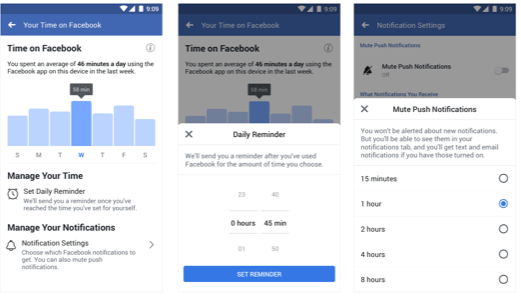 9:09
Your Time on Facebook
Time on Facebook
You spent an average of 46 minutes a day using the
Facebook app on this device in the last week.
58 min
S M T W T F S
Manage Your Time
Set Daily Reminder
We'll send you a reminder once you've
reached the time you've set for yourself.
Manage Your Notifications
Notification Settings
Choose which Facebook notifications to
get. You can also mute push
notifications.
9:09
Your Time on Facebook
Time on Facebook
You spent an average of 46 minutes a day using the
Facebook app on this device in the last week.
58 min
Daily Reminder
We'll send you a reminder after you've used
Facebook for the amount of time you choose.
23 40
0 hours 45 min
01 50
SET REMINDER
9:09
Notification Settings
Mute Push Notifications
Mute Push Notifications
Off
What Notifications You Receive
Mute Push Notifications
You won't be alerted about new notifications.
But you'll be able to see them in your
notifications tab, and you'll get text and email
notifications if you have those turned on.
15 minutes
1 hour
2 hours
4 hours
8 hours